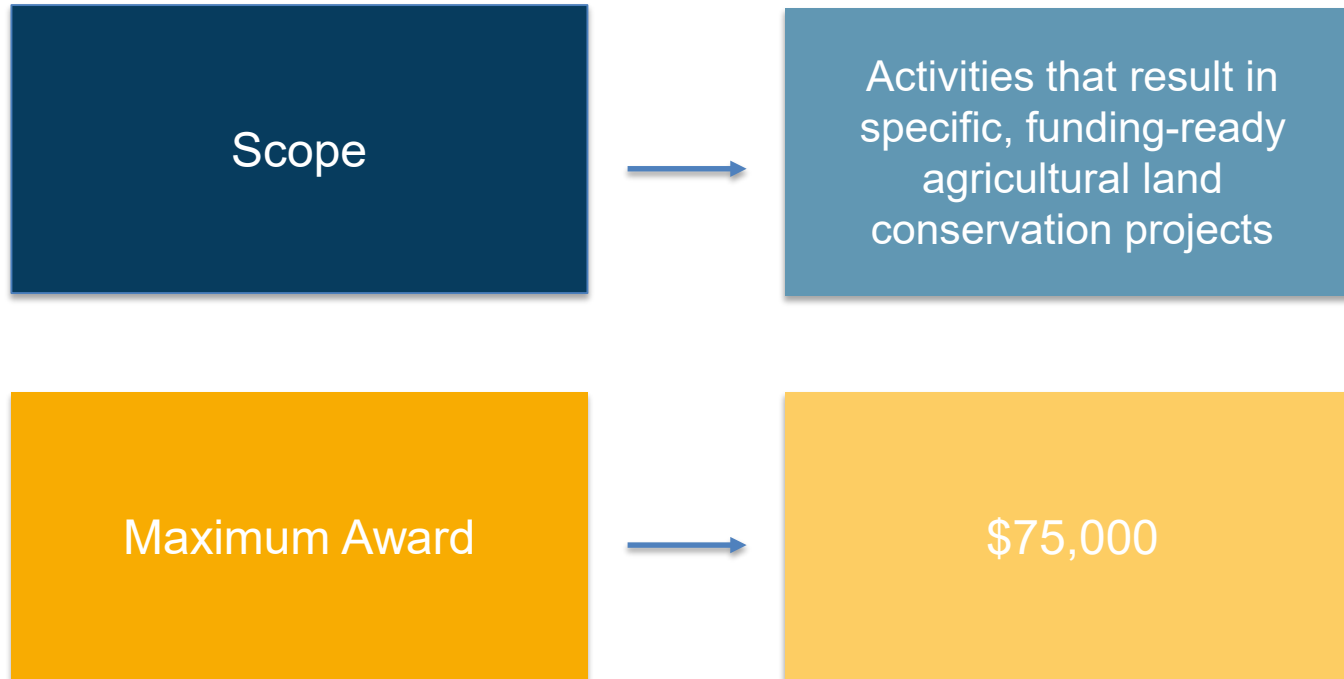 Scope
Activities that result in
specific, funding-ready
agricultural land
conservation projects
Maximum Award
$75,000